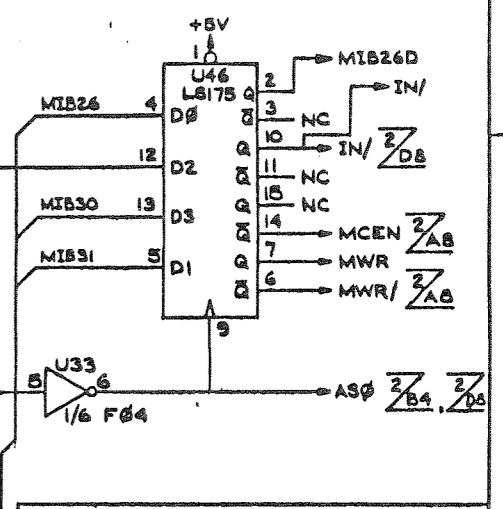 +5V
1
U46
LS175
MIB26 4 DØ Q 2 MIB26D
Q 3 NC
IN/
12 D2 Q 10 IN/ 2/D8
Q 11 NC
MIB30 13 D3 Q 15 NC
Q 14 MCEN 2/A8
MIB31 5 D1 Q 7 MWR
Q 6 MWR/ 2/A8
9
U33
5 6 ASØ 2/B4, 2/D8
1/6 FØ4